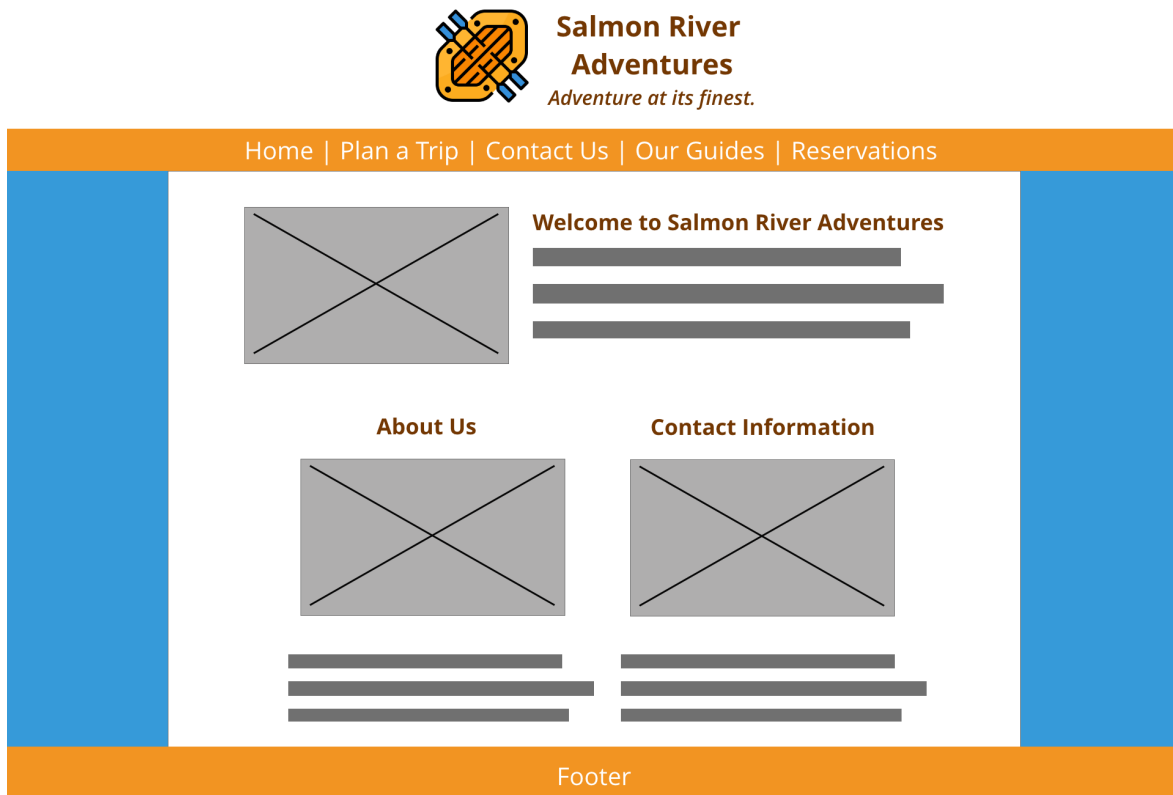 Salmon River
Adventures
Adventure at its finest.
Home | Plan a Trip | Contact Us | Our Guides | Reservations
Welcome to Salmon River Adventures
About Us
Contact Information
Footer